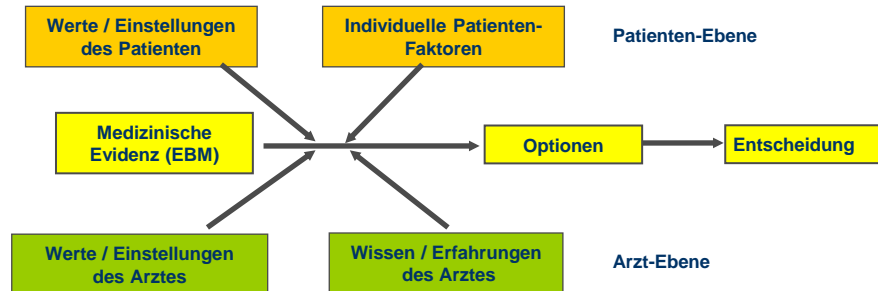 Werte / Einstellungen
des Patienten
Individuelle Patienten-
Faktoren
Patienten-Ebene
Medizinische
Evidenz (EBM)
Optionen
Entscheidung
Werte / Einstellungen
des Arztes
Wissen / Erfahrungen
des Arztes
Arzt-Ebene